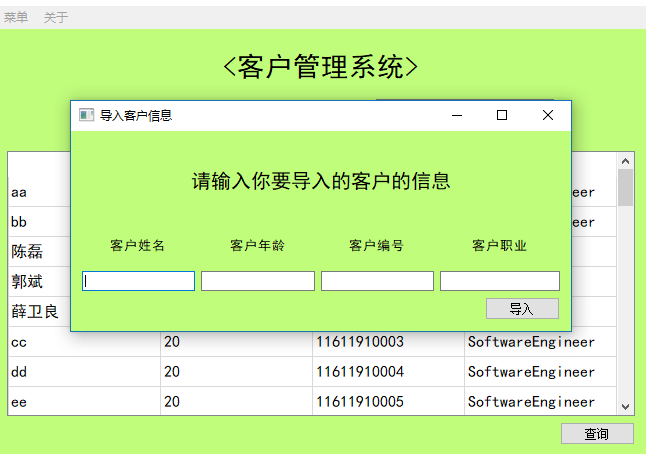 菜单 关于
<客户管理系统>
导入客户信息
请输入你要导入的客户的信息
客户姓名 客户年龄 客户编号 客户职业
导入
aa eer
bb eer
陈磊
郭斌
薛卫良
cc 20 11611910003 SoftwareEngineer
dd 20 11611910004 SoftwareEngineer
ee 20 11611910005 SoftwareEngineer
查询